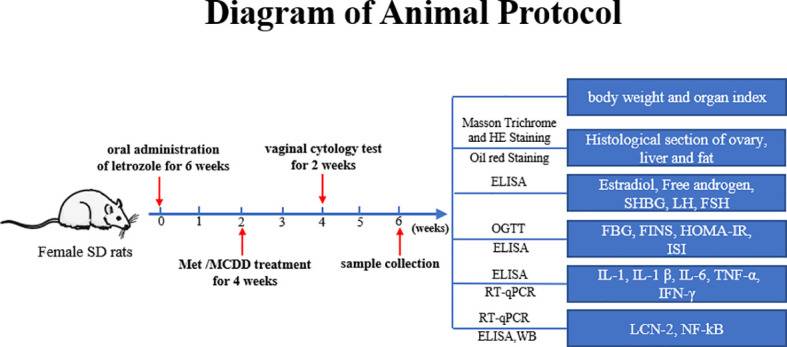 Diagram of Animal Protocol
oral administration
of letrozole for 6 weeks
vaginal cytology test
for 2 weeks
0 1 2 3 4 5 6 (weeks)
Female SD rats
Met /MCDD treatment
for 4 weeks
sample collection
body weight and organ index
Masson Trichrome
and HE Staining
Oil red Staining
Histological section of ovary,
liver and fat
ELISA
Estradiol, Free androgen,
SHBG, LH, FSH
OGTT
ELISA
FBG, FINS, HOMA-IR,
ISI
ELISA
RT-qPCR
IL-1, IL-1 β, IL-6, TNF-α,
IFN-γ
RT-qPCR
ELISA,WB
LCN-2, NF-kB